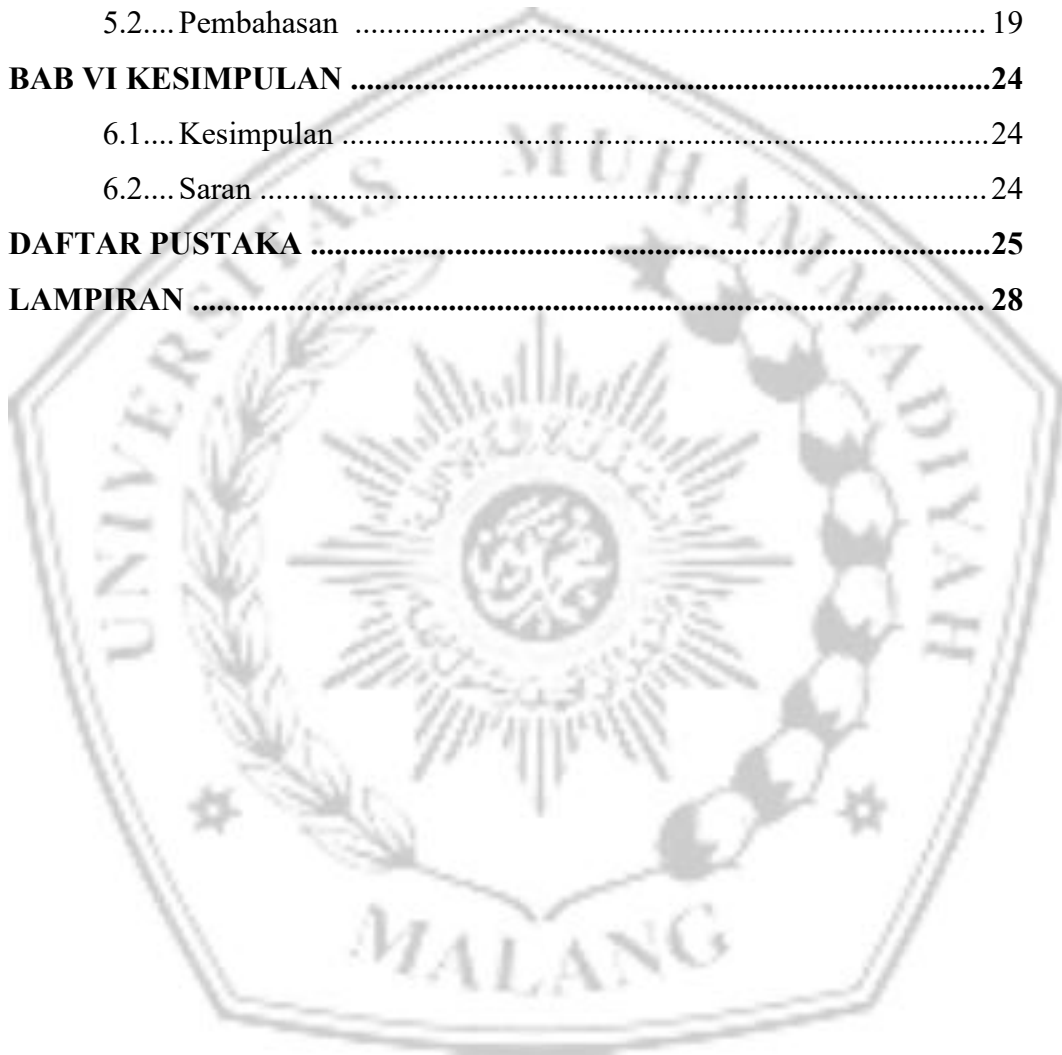 5.2.... Pembahasan ........................................................................................ 19
BAB VI KESIMPULAN ........................................................................................24
6.1.... Kesimpulan ........................................................................................24
6.2.... Saran ........................................................................................24
DAFTAR PUSTAKA ........................................................................................25
LAMPIRAN ........................................................................................ 28
UNIVERSITAS MUHAMMADIYAH
MALANG